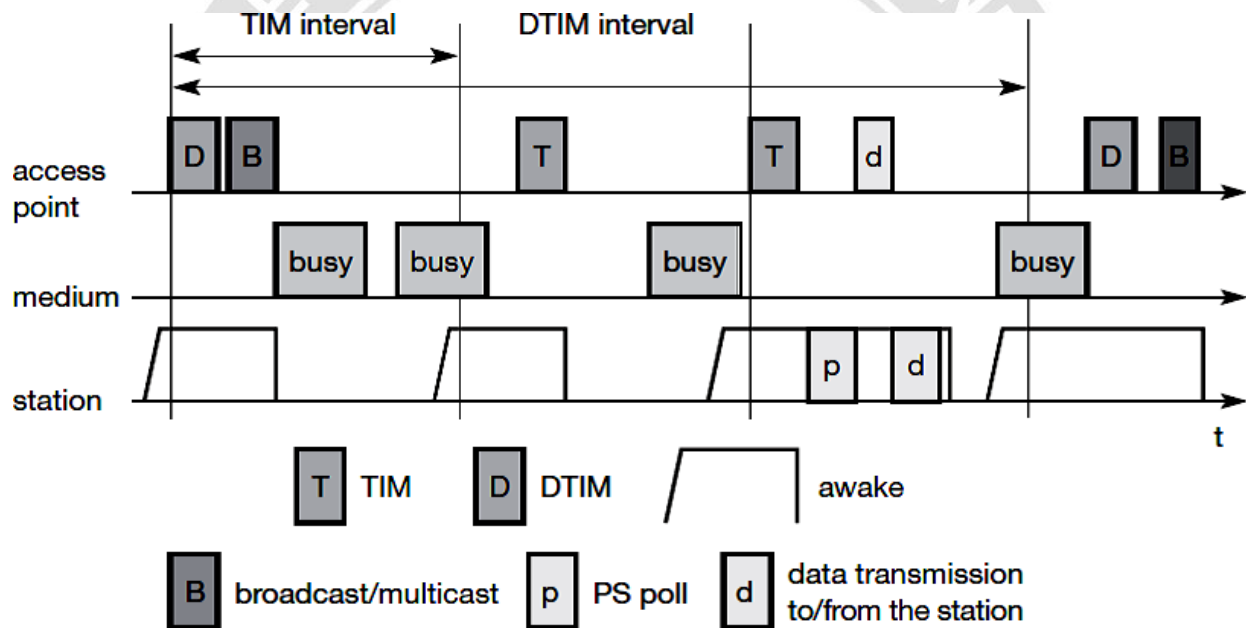 TIM interval DTIM interval
D B T T d D B
access
point
busy busy busy busy
medium
p d
station
t
T TIM D DTIM awake
B broadcast/multicast p PS poll d data transmission
to/from the station